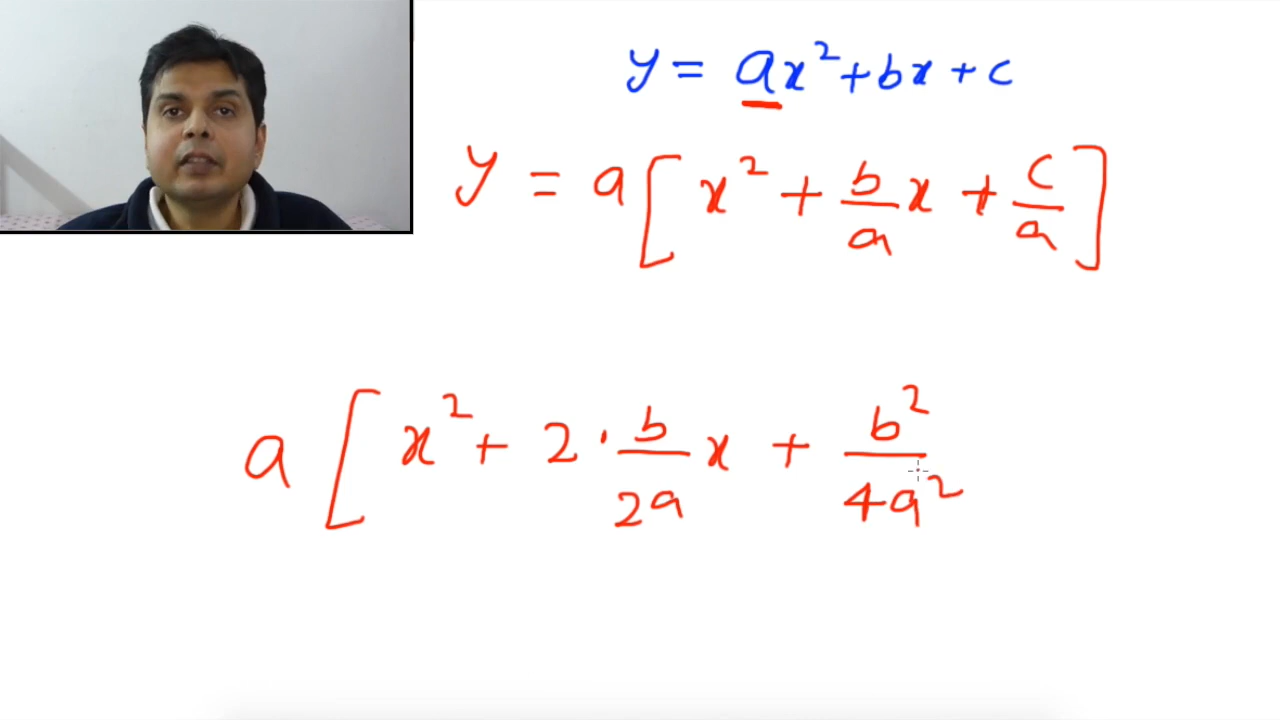 y = ax² + bx + c
y = a[x² + b/a x + c/a]
a[x² + 2·b/2a x + b²/4a²